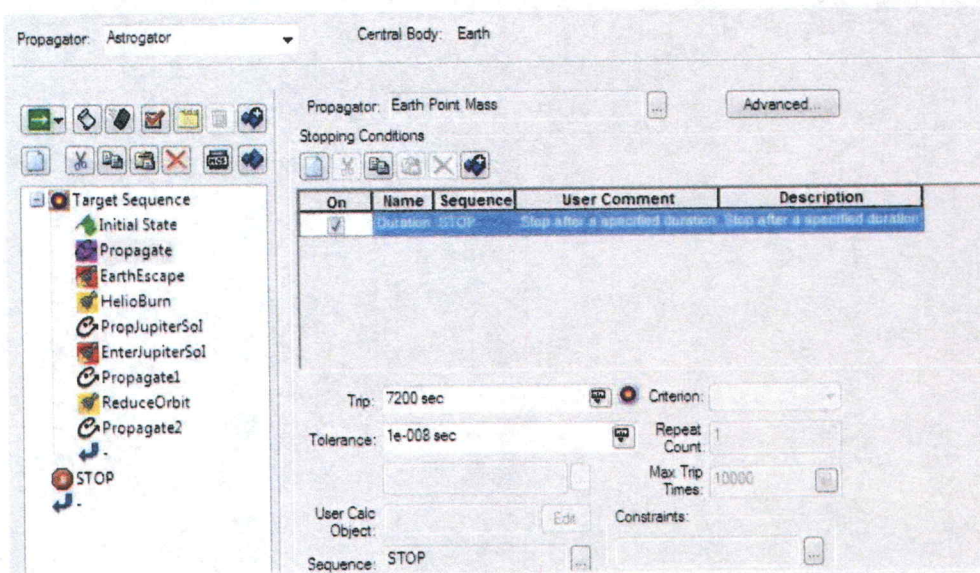 Propagator: Astrogator
Central Body: Earth
Propagator: Earth Point Mass
...
Advanced...
Stopping Conditions
Target Sequence
Initial State
Propagate
EarthEscape
HelioBurn
PropJupiterSoI
EnterJupiterSoI
Propagate1
ReduceOrbit
Propagate2
-
STOP
-
On Name Sequence User Comment Description
Duration STOP Stop after a specified duration Stop after a specified duration
Trip: 7200 sec
Criterion:
Tolerance: 1e-008 sec
Repeat Count: 1
Max Trip Times: 10000
User Calc Object:
Edit
Constraints:
...
Sequence: STOP
...